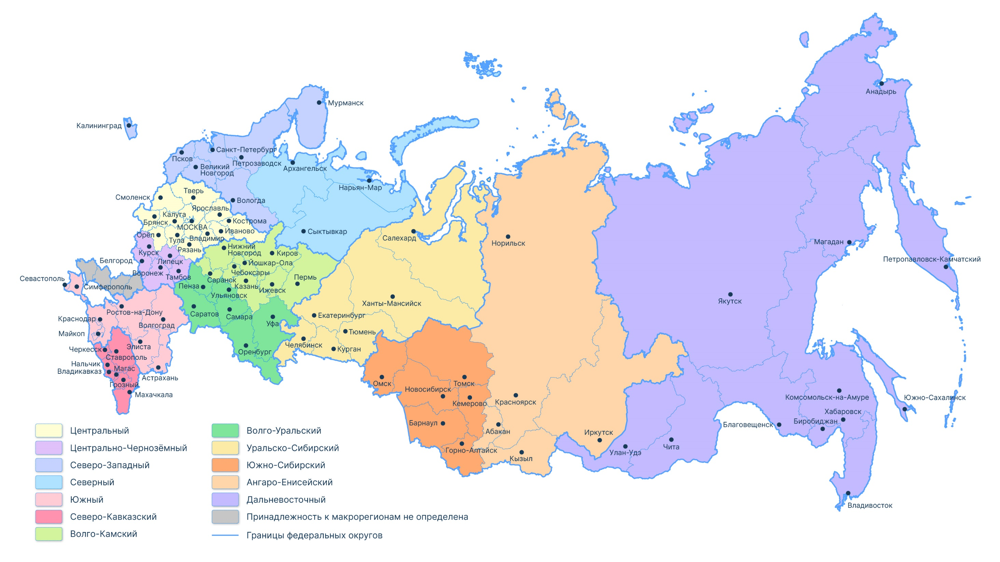 Анадырь
Мурманск
Калининград
Санкт-Петербург
Псков
Петрозаводск
Великий
Новгород
Архангельск
Нарьян-Мар
Тверь
Смоленск
Вологда
Ярославль
Калуга
Брянск
Кострома
МОСКВА
Иваново
Сыктывкар
Орёл
Салехард
Владимир
Тула
Норильск
Магадан
Нижний
Новгород
Рязань
Курск
Киров
Петропавловск-Камчатский
Белгород
Липецк
Йошкар-Ола
Чебоксары
Воронеж
Тамбов
Пермь
Севастополь
Саранск
Симферополь
Пенза
Казань
Ижевск
Ульяновск
Якутск
Ханты-Мансийск
Ростов-на-Дону
Саратов
Самара
Екатеринбург
Краснодар
Уфа
Волгоград
Тюмень
Майкоп
Челябинск
Элиста
Черкесск
Курган
Оренбург
Ставрополь
Нальчик
Магас
Владикавказ
Астрахань
Омск
Томск
Грозный
Новосибирск
Махачкала
Комсомольск-на-Амуре
Южно-Сахалинск
Красноярск
Кемерово
Хабаровск
Биробиджан
Барнаул
Благовещенск
Абакан
Иркутск
Чита
Горно-Алтайск
Улан-Удэ
Кызыл
Владивосток
Центральный
Центрально-Чернозёмный
Северо-Западный
Северный
Южный
Северо-Кавказский
Волго-Камский
Волго-Уральский
Уральско-Сибирский
Южно-Сибирский
Ангаро-Енисейский
Дальневосточный
Принадлежность к макрорегионам не определена
Границы федеральных округов